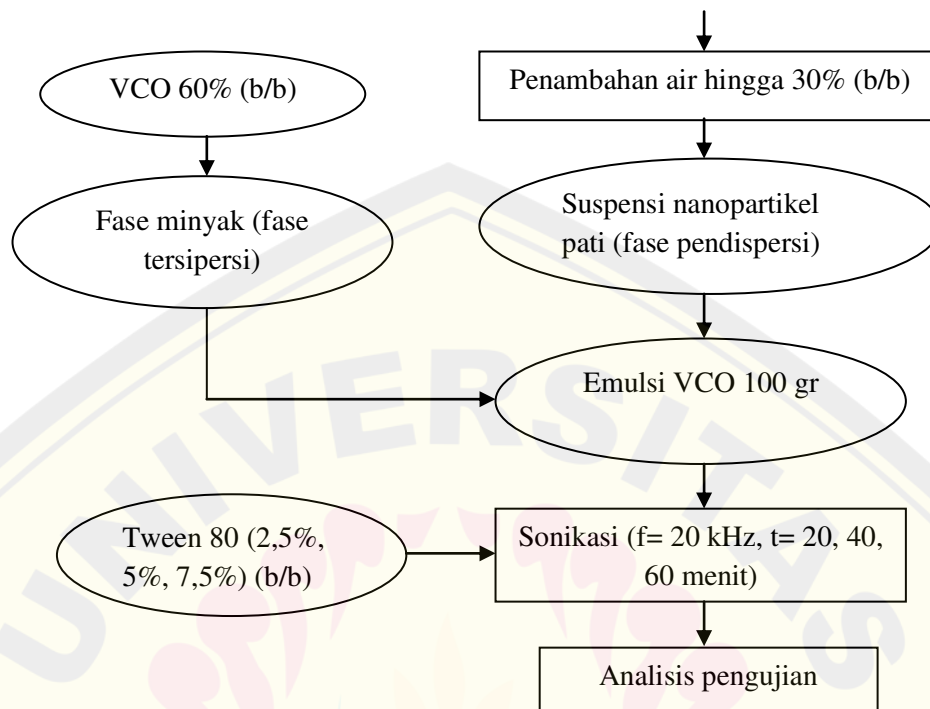 VCO 60% (b/b)
Penambahan air hingga 30% (b/b)
Fase minyak (fase
tersipersi)
Suspensi nanopartikel
pati (fase pendispersi)
Emulsi VCO 100 gr
Tween 80 (2,5%,
5%, 7,5%) (b/b)
Sonikasi (f= 20 kHz, t= 20, 40,
60 menit)
Analisis pengujian
UNIVERSITAS